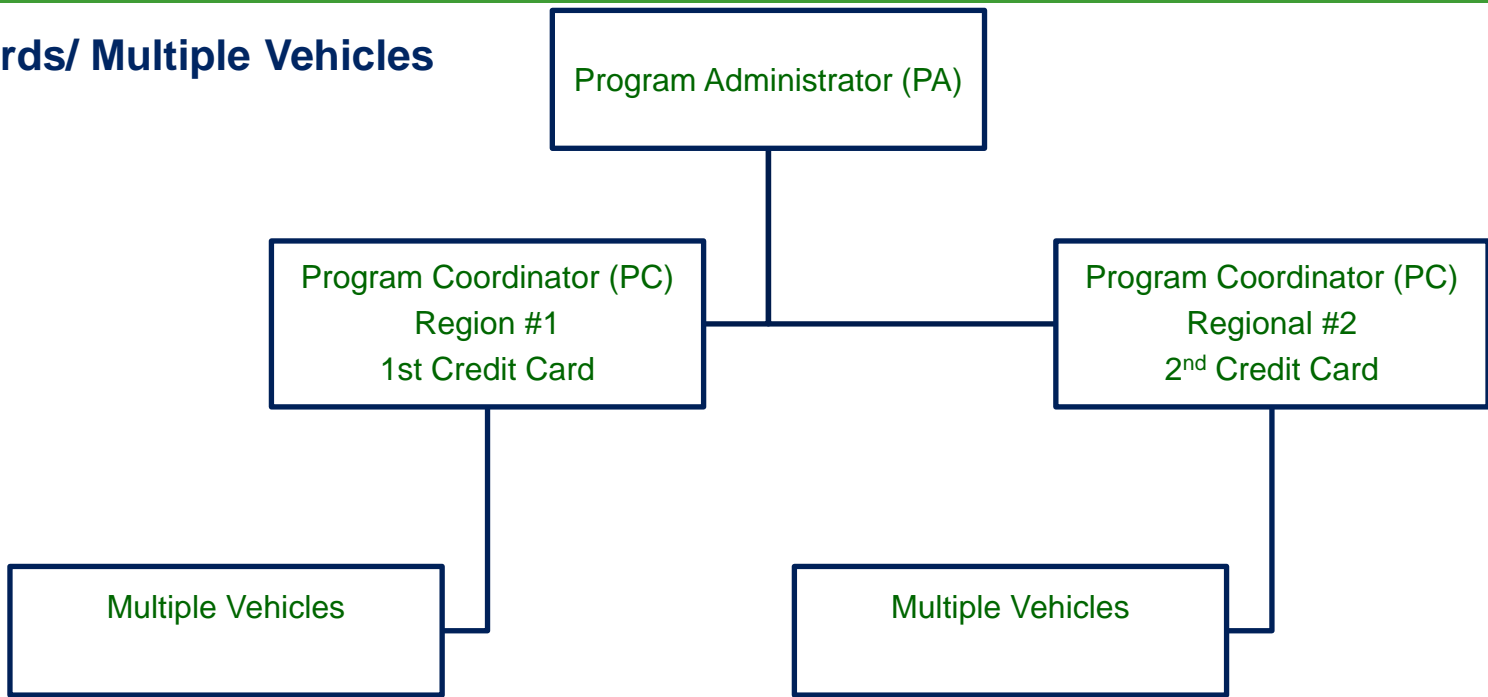 rds/ Multiple Vehicles
Program Administrator (PA)
Program Coordinator (PC)
Region #1
1st Credit Card
Program Coordinator (PC)
Regional #2
2nd Credit Card
Multiple Vehicles
Multiple Vehicles